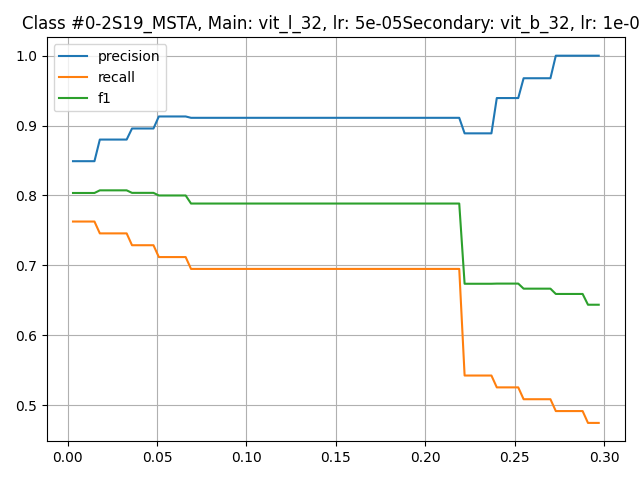 Class #0-2S19_MSTA, Main: vit_l_32, lr: 5e-05Secondary: vit_b_32, lr: 1e-0
precision
recall
f1
1.0
0.9
0.8
0.7
0.6
0.5
0.00 0.05 0.10 0.15 0.20 0.25 0.30